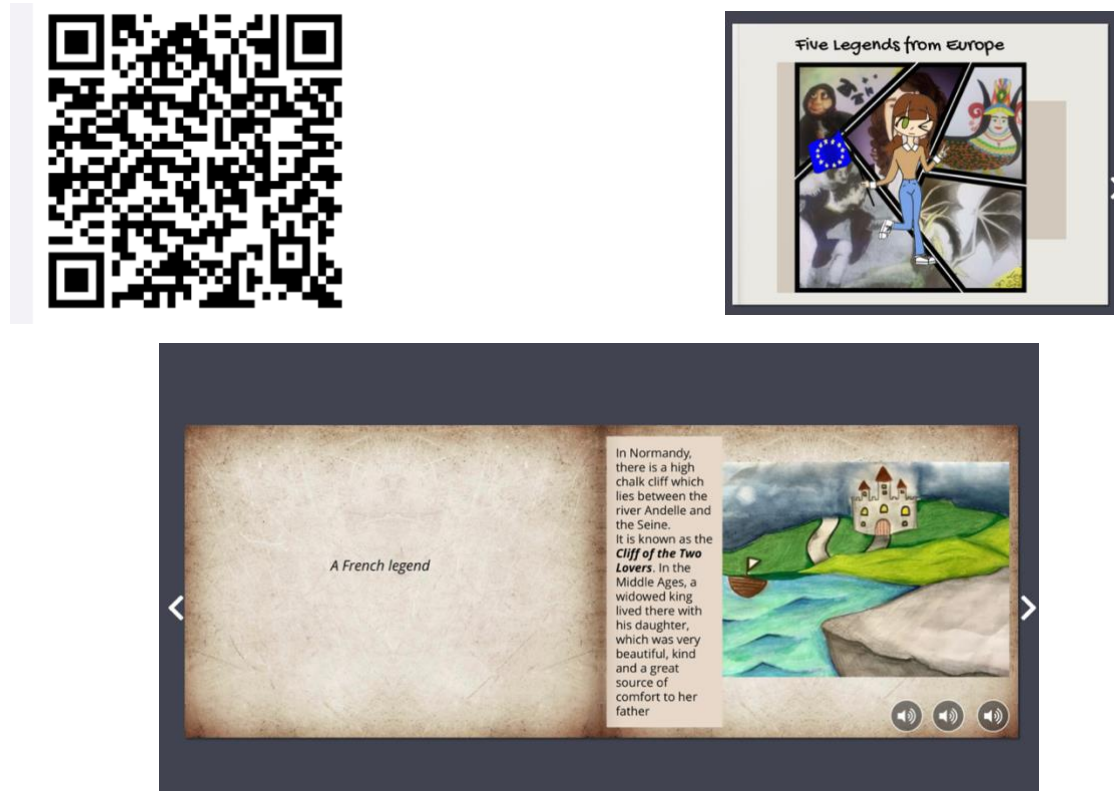 Five Legends from Europe
A French legend
In Normandy,
there is a high
chalk cliff which
lies between the
river Andelle and
the Seine.
It is known as the
Cliff of the Two
Lovers. In the
Middle Ages, a
widowed king
lived there with
his daughter,
which was very
beautiful, kind
and a great
source of
comfort to her
father